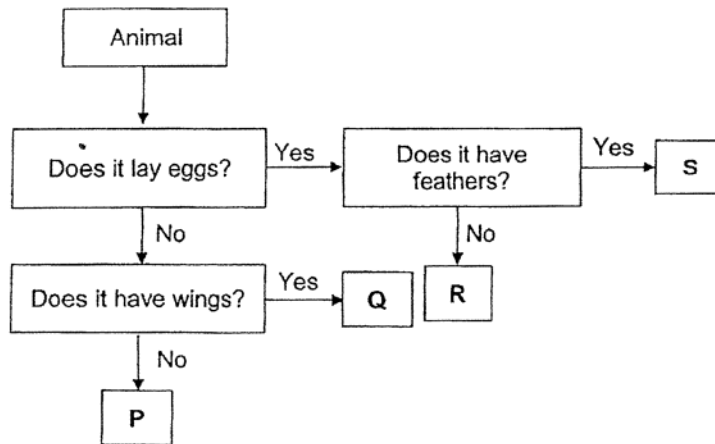 Animal
Does it lay eggs?
Yes
Does it have
feathers?
Yes
S
No
No
Does it have wings?
Yes
Q
R
No
P